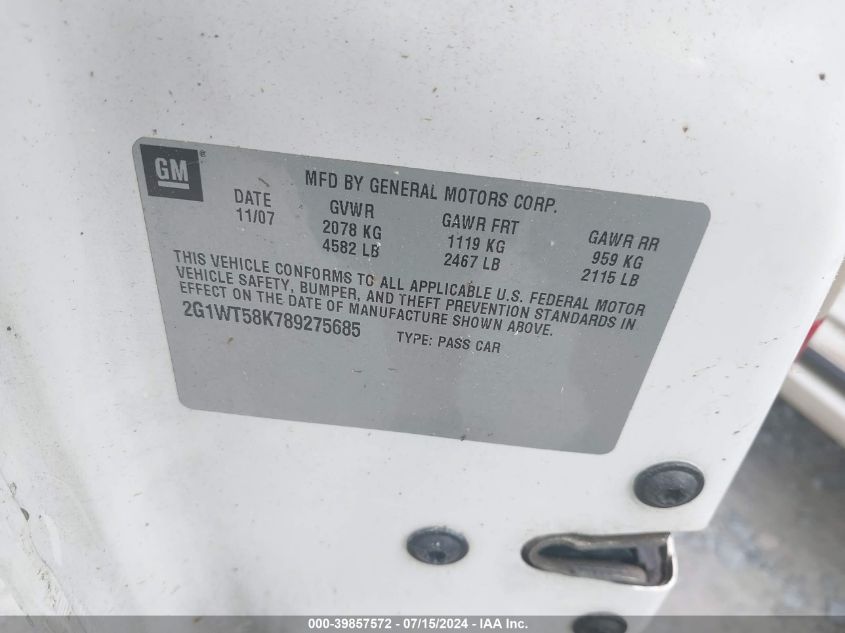 GM ®
MFD BY GENERAL MOTORS CORP.
DATE GVWR GAWR FRT GAWR RR
11/07 2078 KG 1119 KG 959 KG
4582 LB 2467 LB 2115 LB
THIS VEHICLE CONFORMS TO ALL APPLICABLE U.S. FEDERAL MOTOR
VEHICLE SAFETY, BUMPER, AND THEFT PREVENTION STANDARDS IN
EFFECT ON THE DATE OF MANUFACTURE SHOWN ABOVE.
2G1WT58K789275685 TYPE: PASS CAR
000-39857572 - 07/15/2024 - IAA Inc.